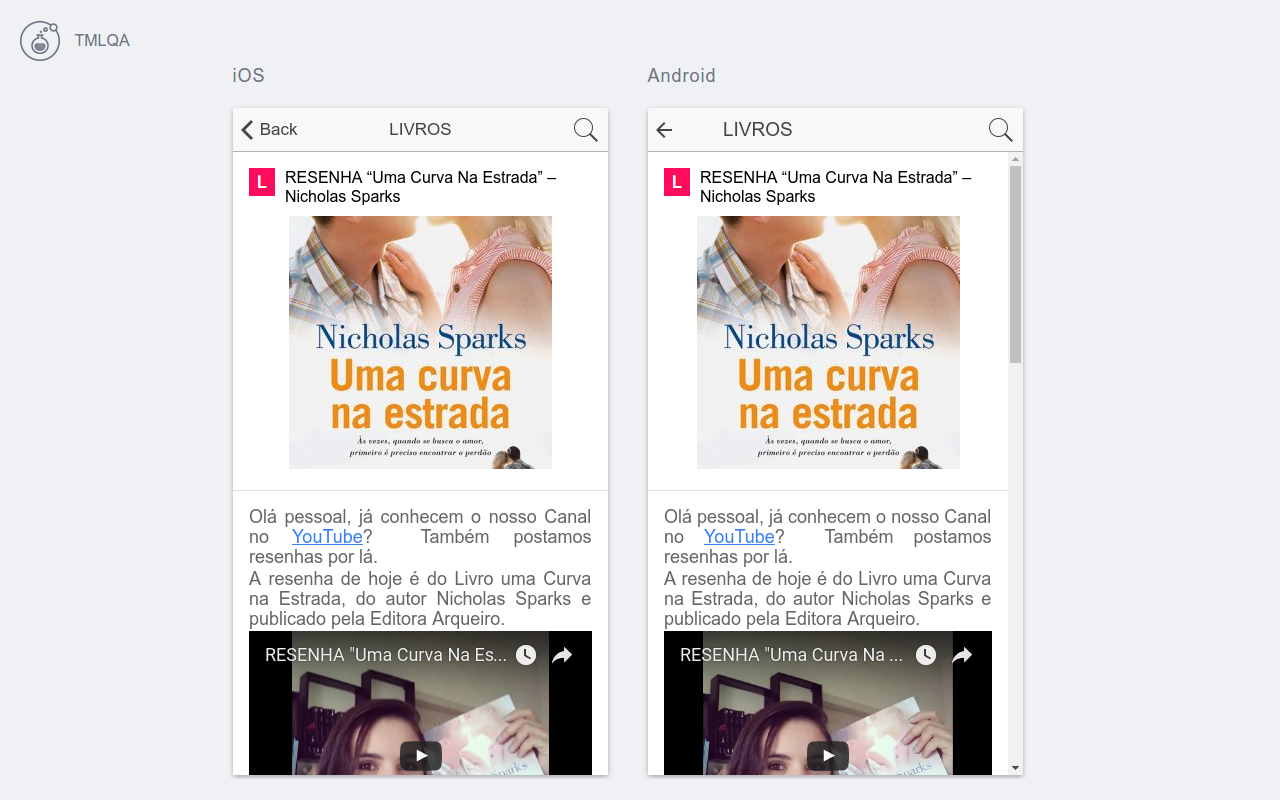 TMLQA
iOS
Back
LIVROS
L
RESENHA “Uma Curva Na Estrada” –
Nicholas Sparks
Nicholas Sparks
Uma curva
na estrada
Às vezes, quando se busca o amor,
primeiro é preciso encontrar o perdão
Olá pessoal, já conhecem o nosso Canal
no YouTube? Também postamos
resenhas por lá.
A resenha de hoje é do Livro uma Curva
na Estrada, do autor Nicholas Sparks e
publicado pela Editora Arqueiro.
RESENHA "Uma Curva Na Es...
Android
LIVROS
L
RESENHA “Uma Curva Na Estrada” –
Nicholas Sparks
Nicholas Sparks
Uma curva
na estrada
Às vezes, quando se busca o amor,
primeiro é preciso encontrar o perdão
Olá pessoal, já conhecem o nosso Canal
no YouTube? Também postamos
resenhas por lá.
A resenha de hoje é do Livro uma Curva
na Estrada, do autor Nicholas Sparks e
publicado pela Editora Arqueiro.
RESENHA "Uma Curva Na ...